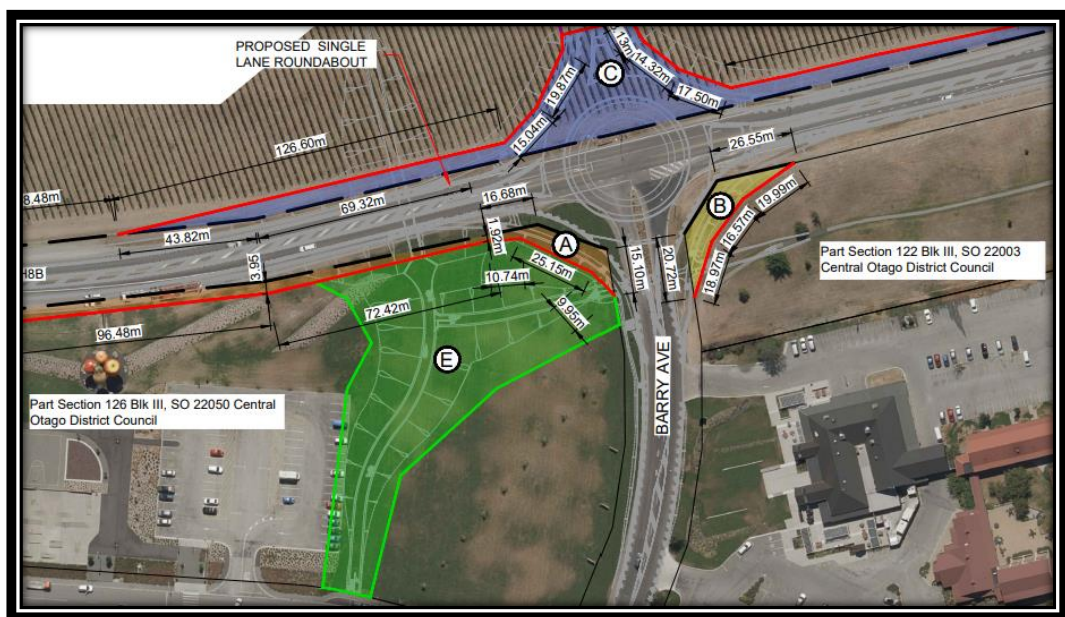 PROPOSED SINGLE
LANE ROUNDABOUT
C
13m
14.32m
17.50m
19.87m
15.04m
126.60m
26.55m
8.48m
69.32m
16.68m
B
19.99m
16.57m
18.97m
43.82m
3.95
1.92m
A
25.15m
10.74m
15.10m
20.72m
Part Section 122 Blk III, SO 22003
Central Otago District Council
H8B
96.48m
72.42m
9.95m
E
BARRY AVE
Part Section 126 Blk III, SO 22050 Central
Otago District Council